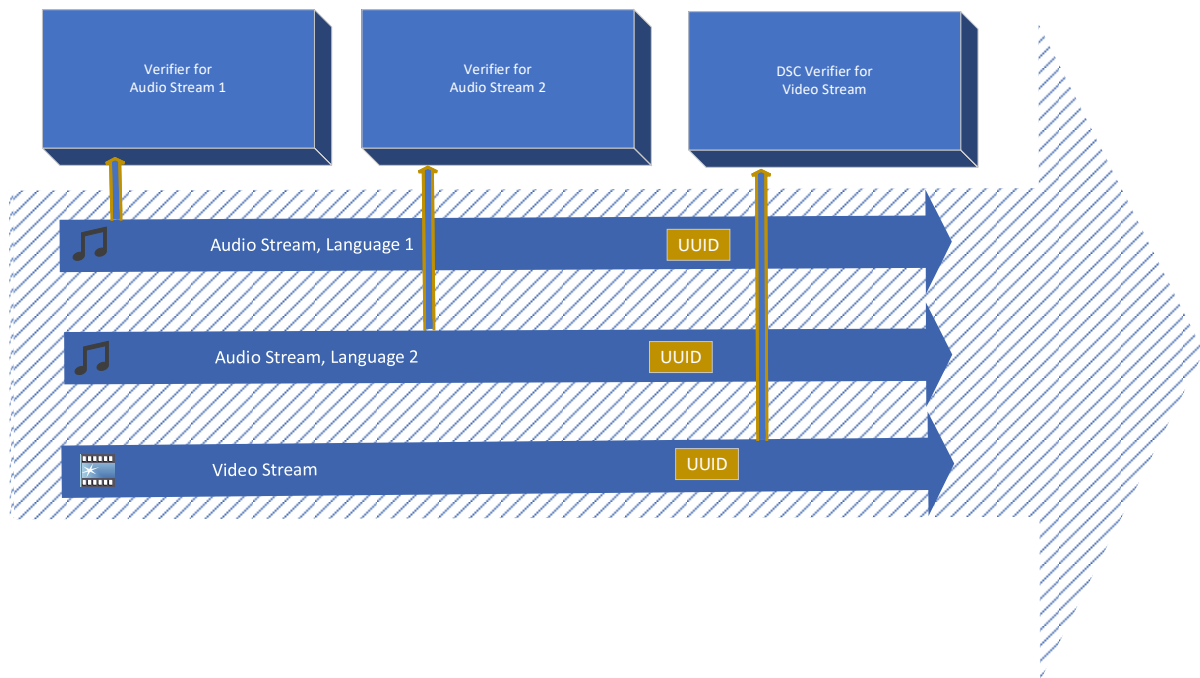 Verifier for
Audio Stream 1
Verifier for
Audio Stream 2
DSC Verifier for
Video Stream
Audio Stream, Language 1
UUID
Audio Stream, Language 2
UUID
Video Stream
UUID